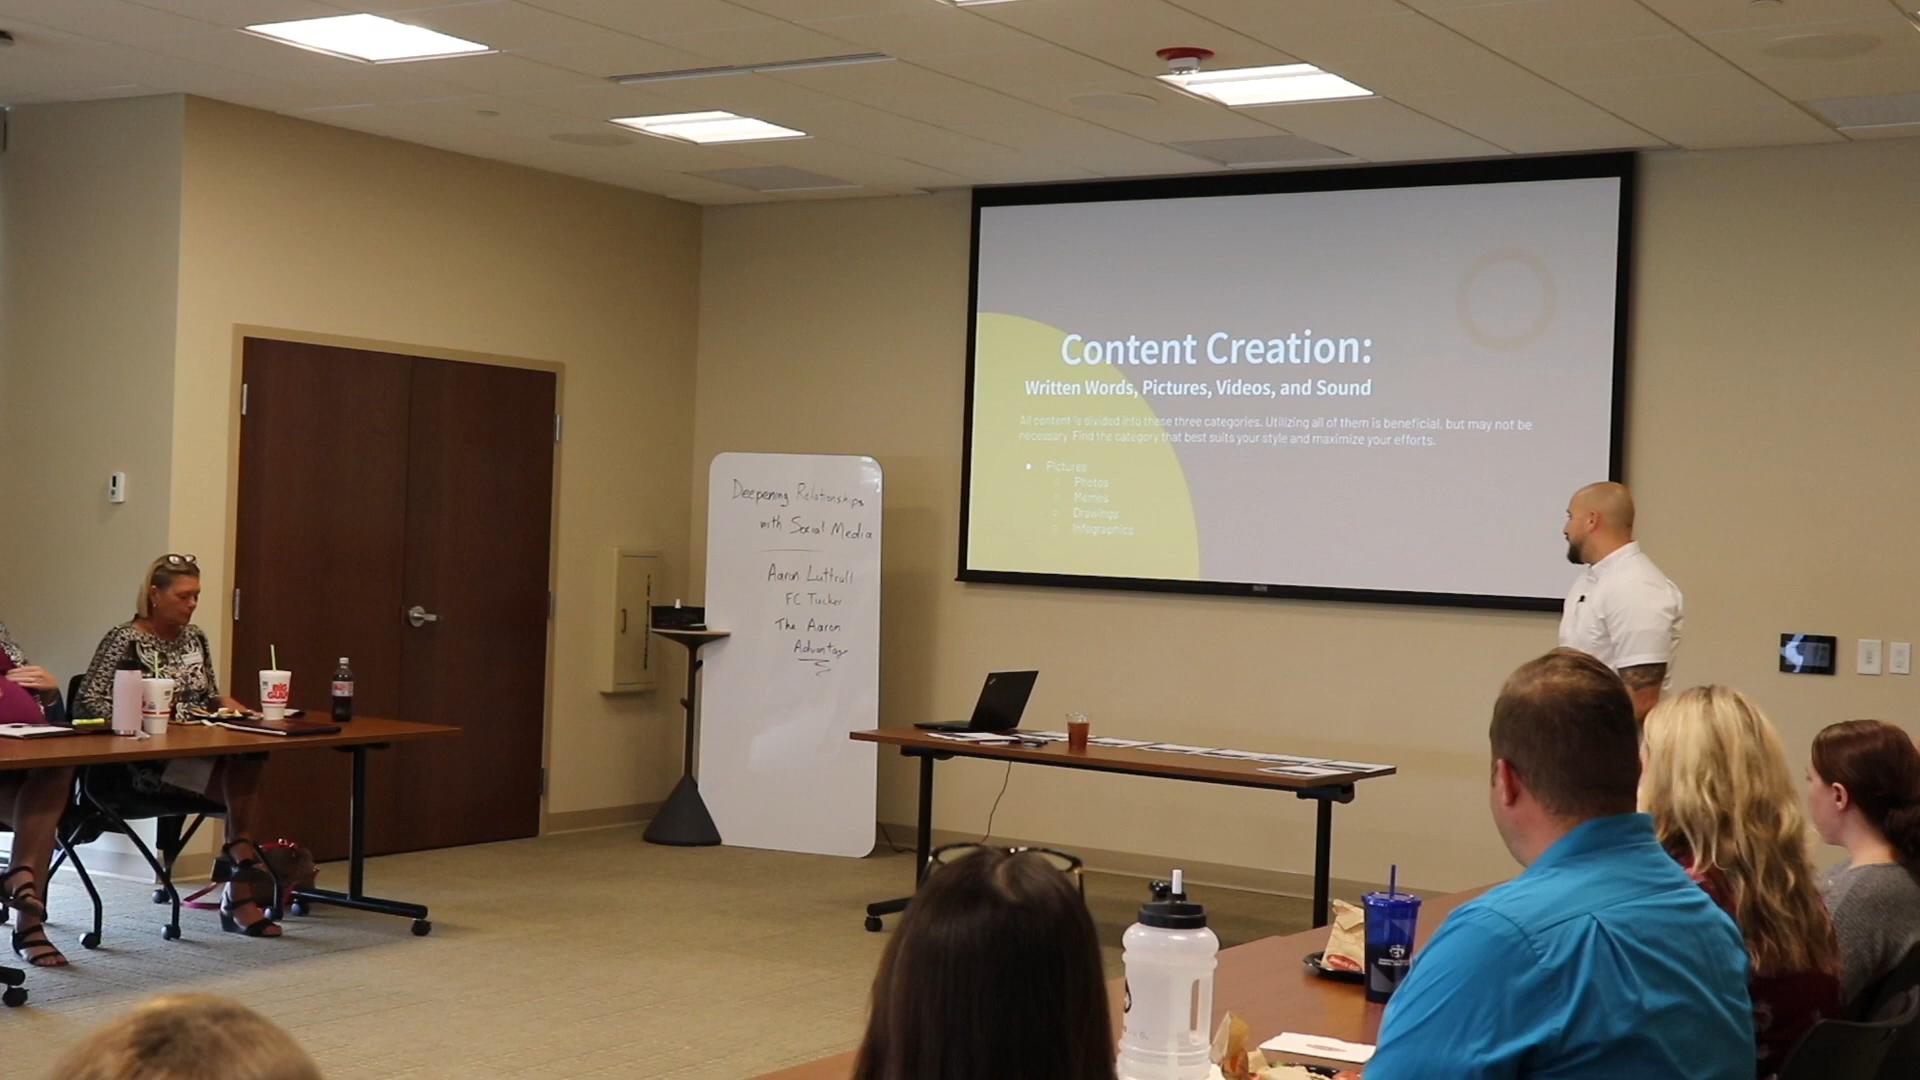 Content Creation:
Written Words, Pictures, Videos, and Sound
All content is divided into these three categories. Utilizing all of them is beneficial, but may not be
necessary. Find the category that best suits your style and maximize your efforts.
Pictures
Photos
Memes
Drawings
Infographics
Deepening Relationships
with Social Media
Aaron Luttrull
FC Tucker
The Aaron
Advantage
BIG